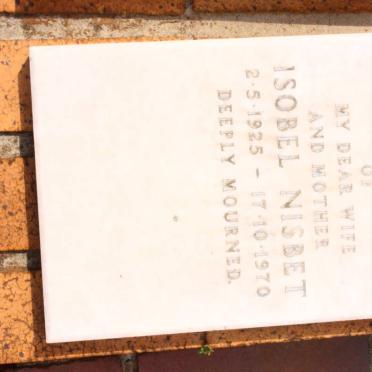 OF
MY DEAR WIFE
AND MOTHER
ISOBEL NISBET
2·5·1925 – 17·10·1970
DEEPLY MOURNED.